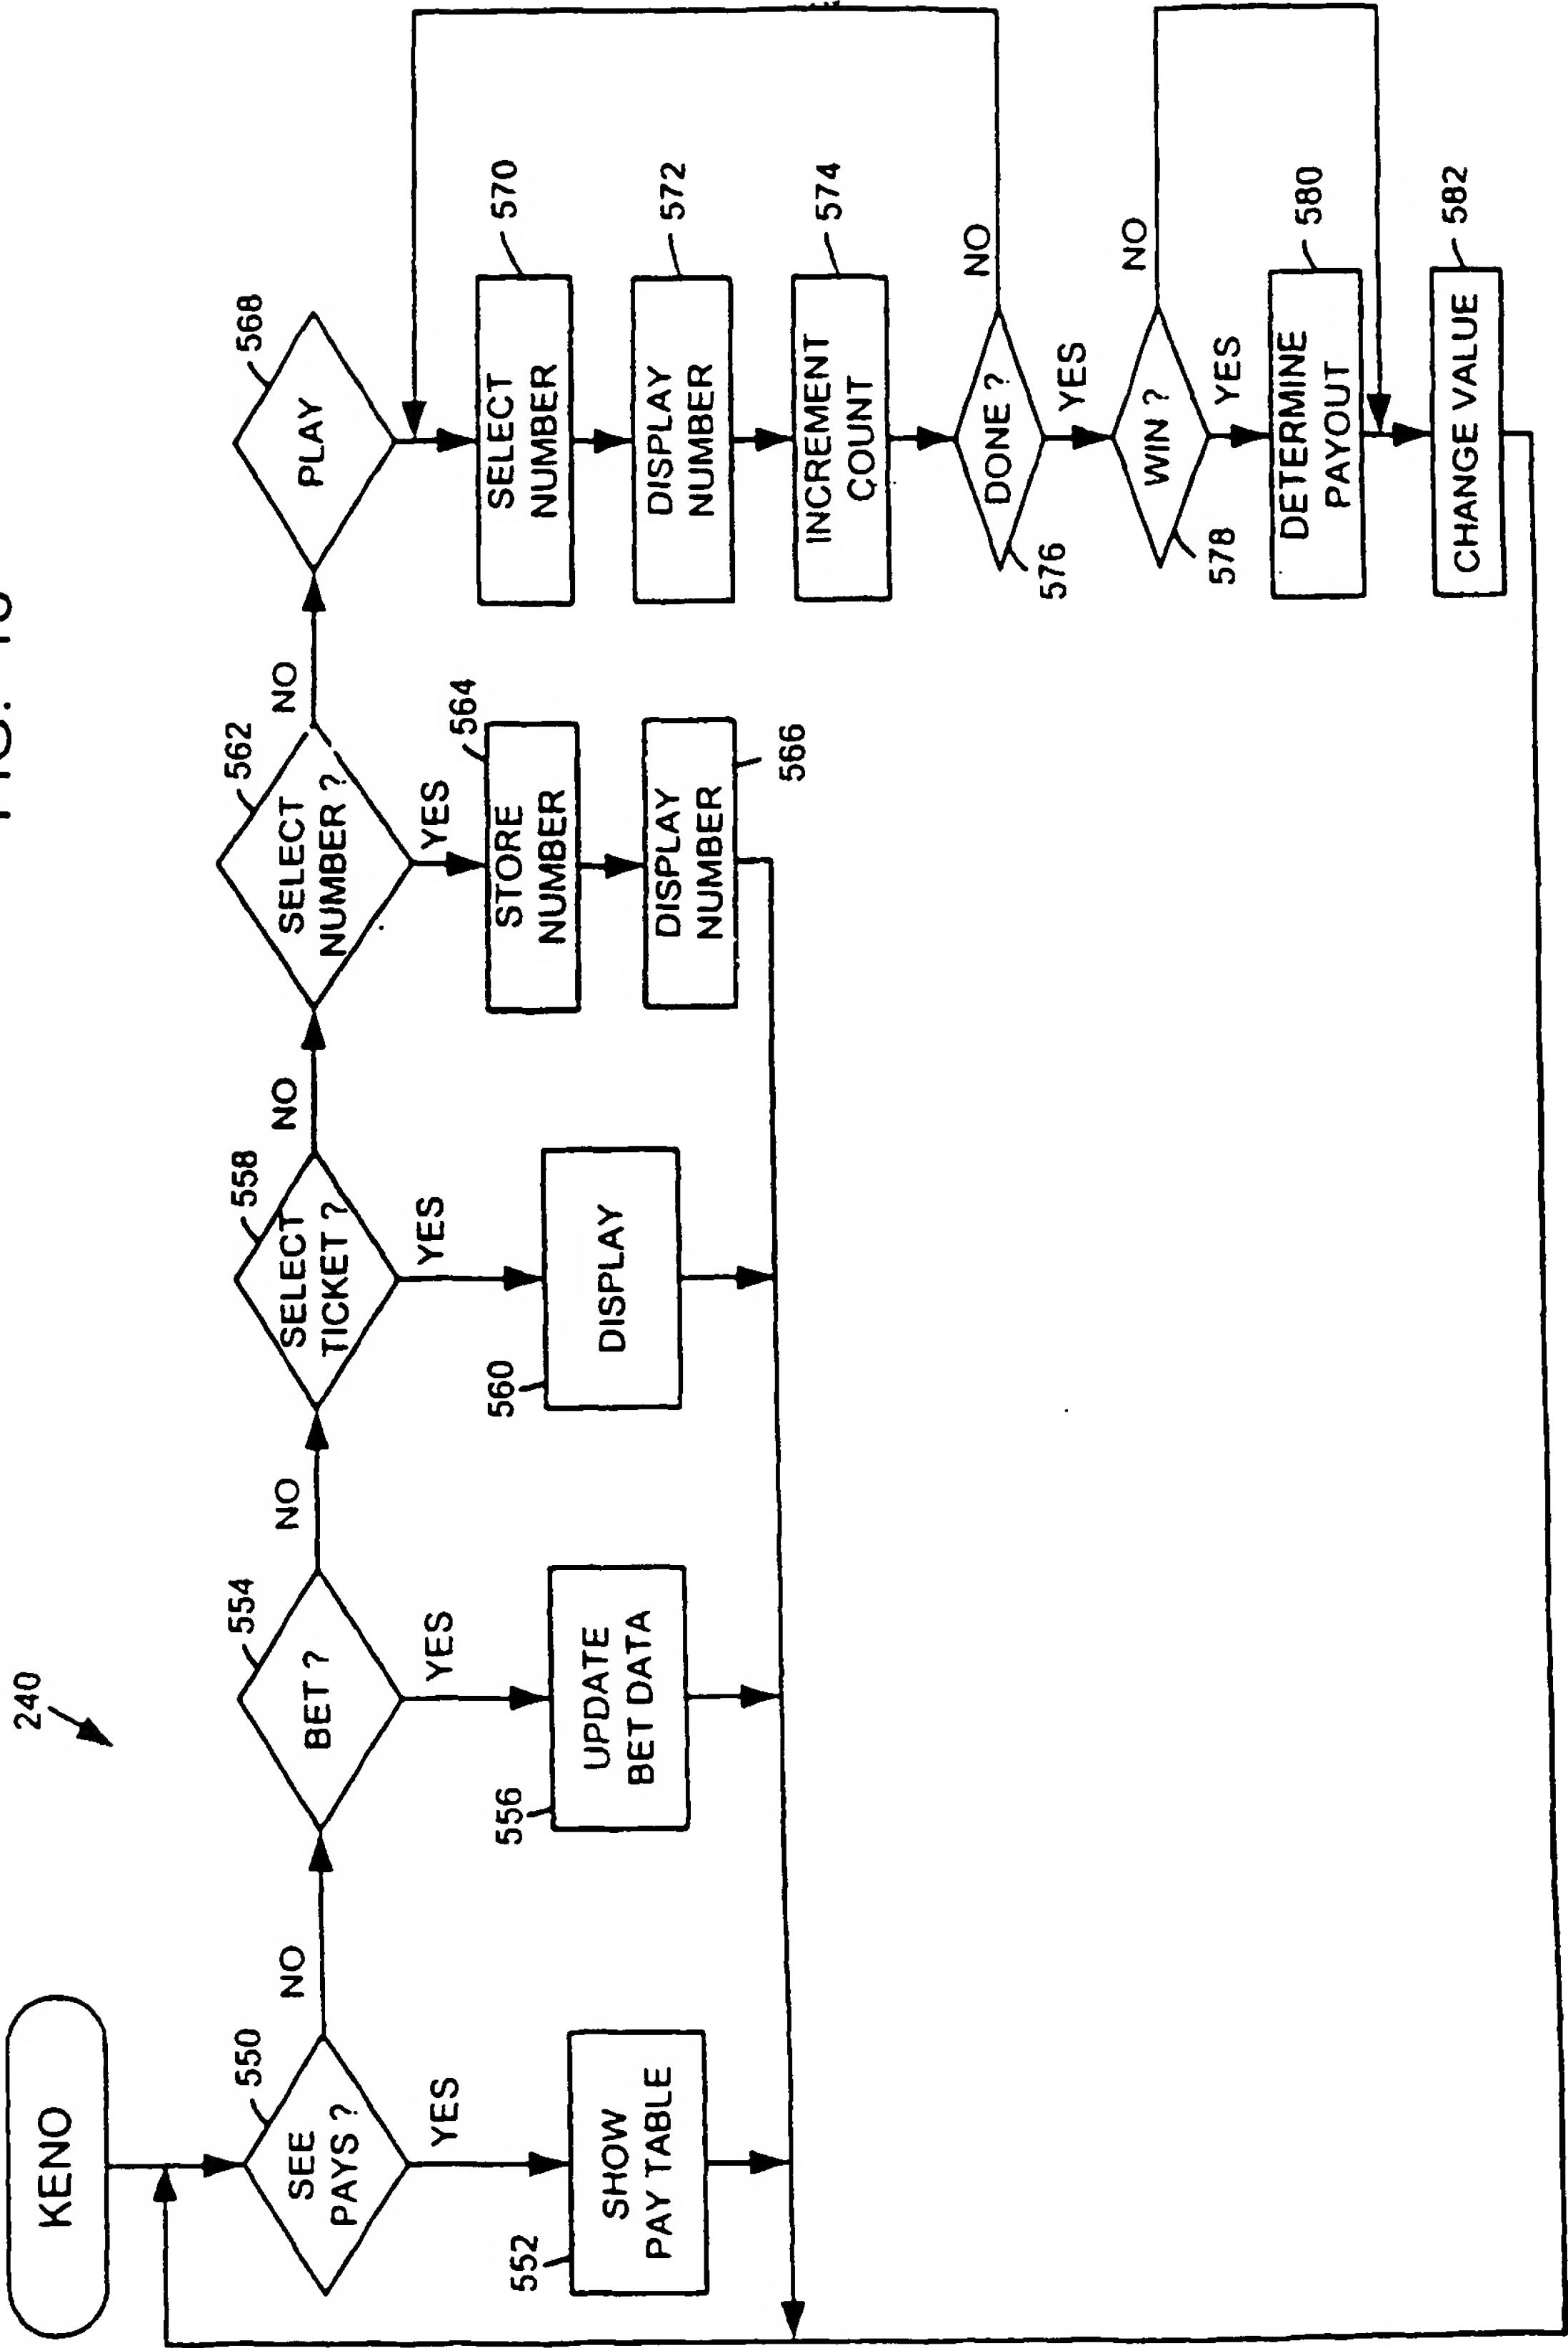 240
KENO
550
SEE
PAYS ?
NO
YES
552
SHOW
PAY TABLE
554
BET ?
NO
YES
556
UPDATE
BET DATA
558
SELECT
TICKET ?
NO
YES
560
DISPLAY
562
SELECT
NUMBER ?
NO
YES
564
STORE
NUMBER
DISPLAY
NUMBER
566
568
PLAY
570
SELECT
NUMBER
572
DISPLAY
NUMBER
574
INCREMENT
COUNT
DONE ?
576
NO
YES
WIN ?
578
NO
YES
580
DETERMINE
PAYOUT
582
CHANGE VALUE